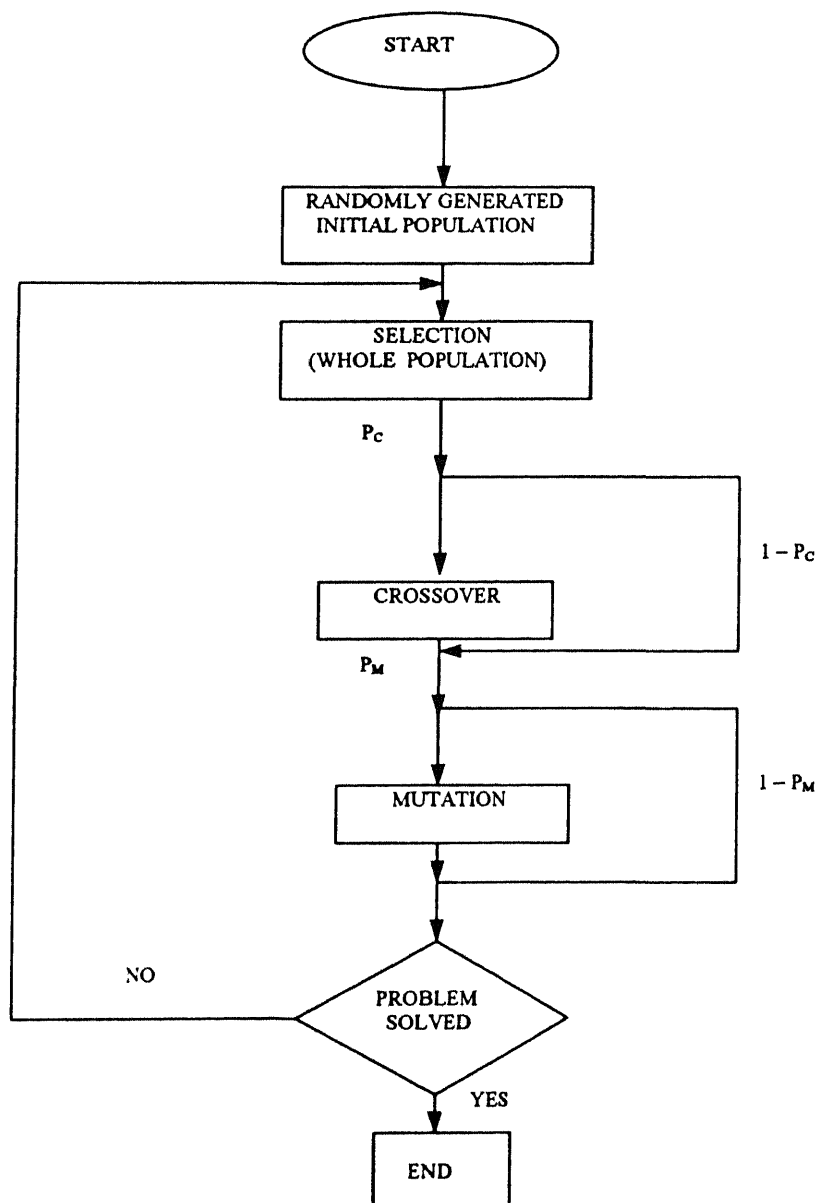 START
RANDOMLY GENERATED
INITIAL POPULATION
SELECTION
(WHOLE POPULATION)
P_C
1 – P_C
CROSSOVER
P_M
1 – P_M
MUTATION
NO
PROBLEM
SOLVED
YES
END